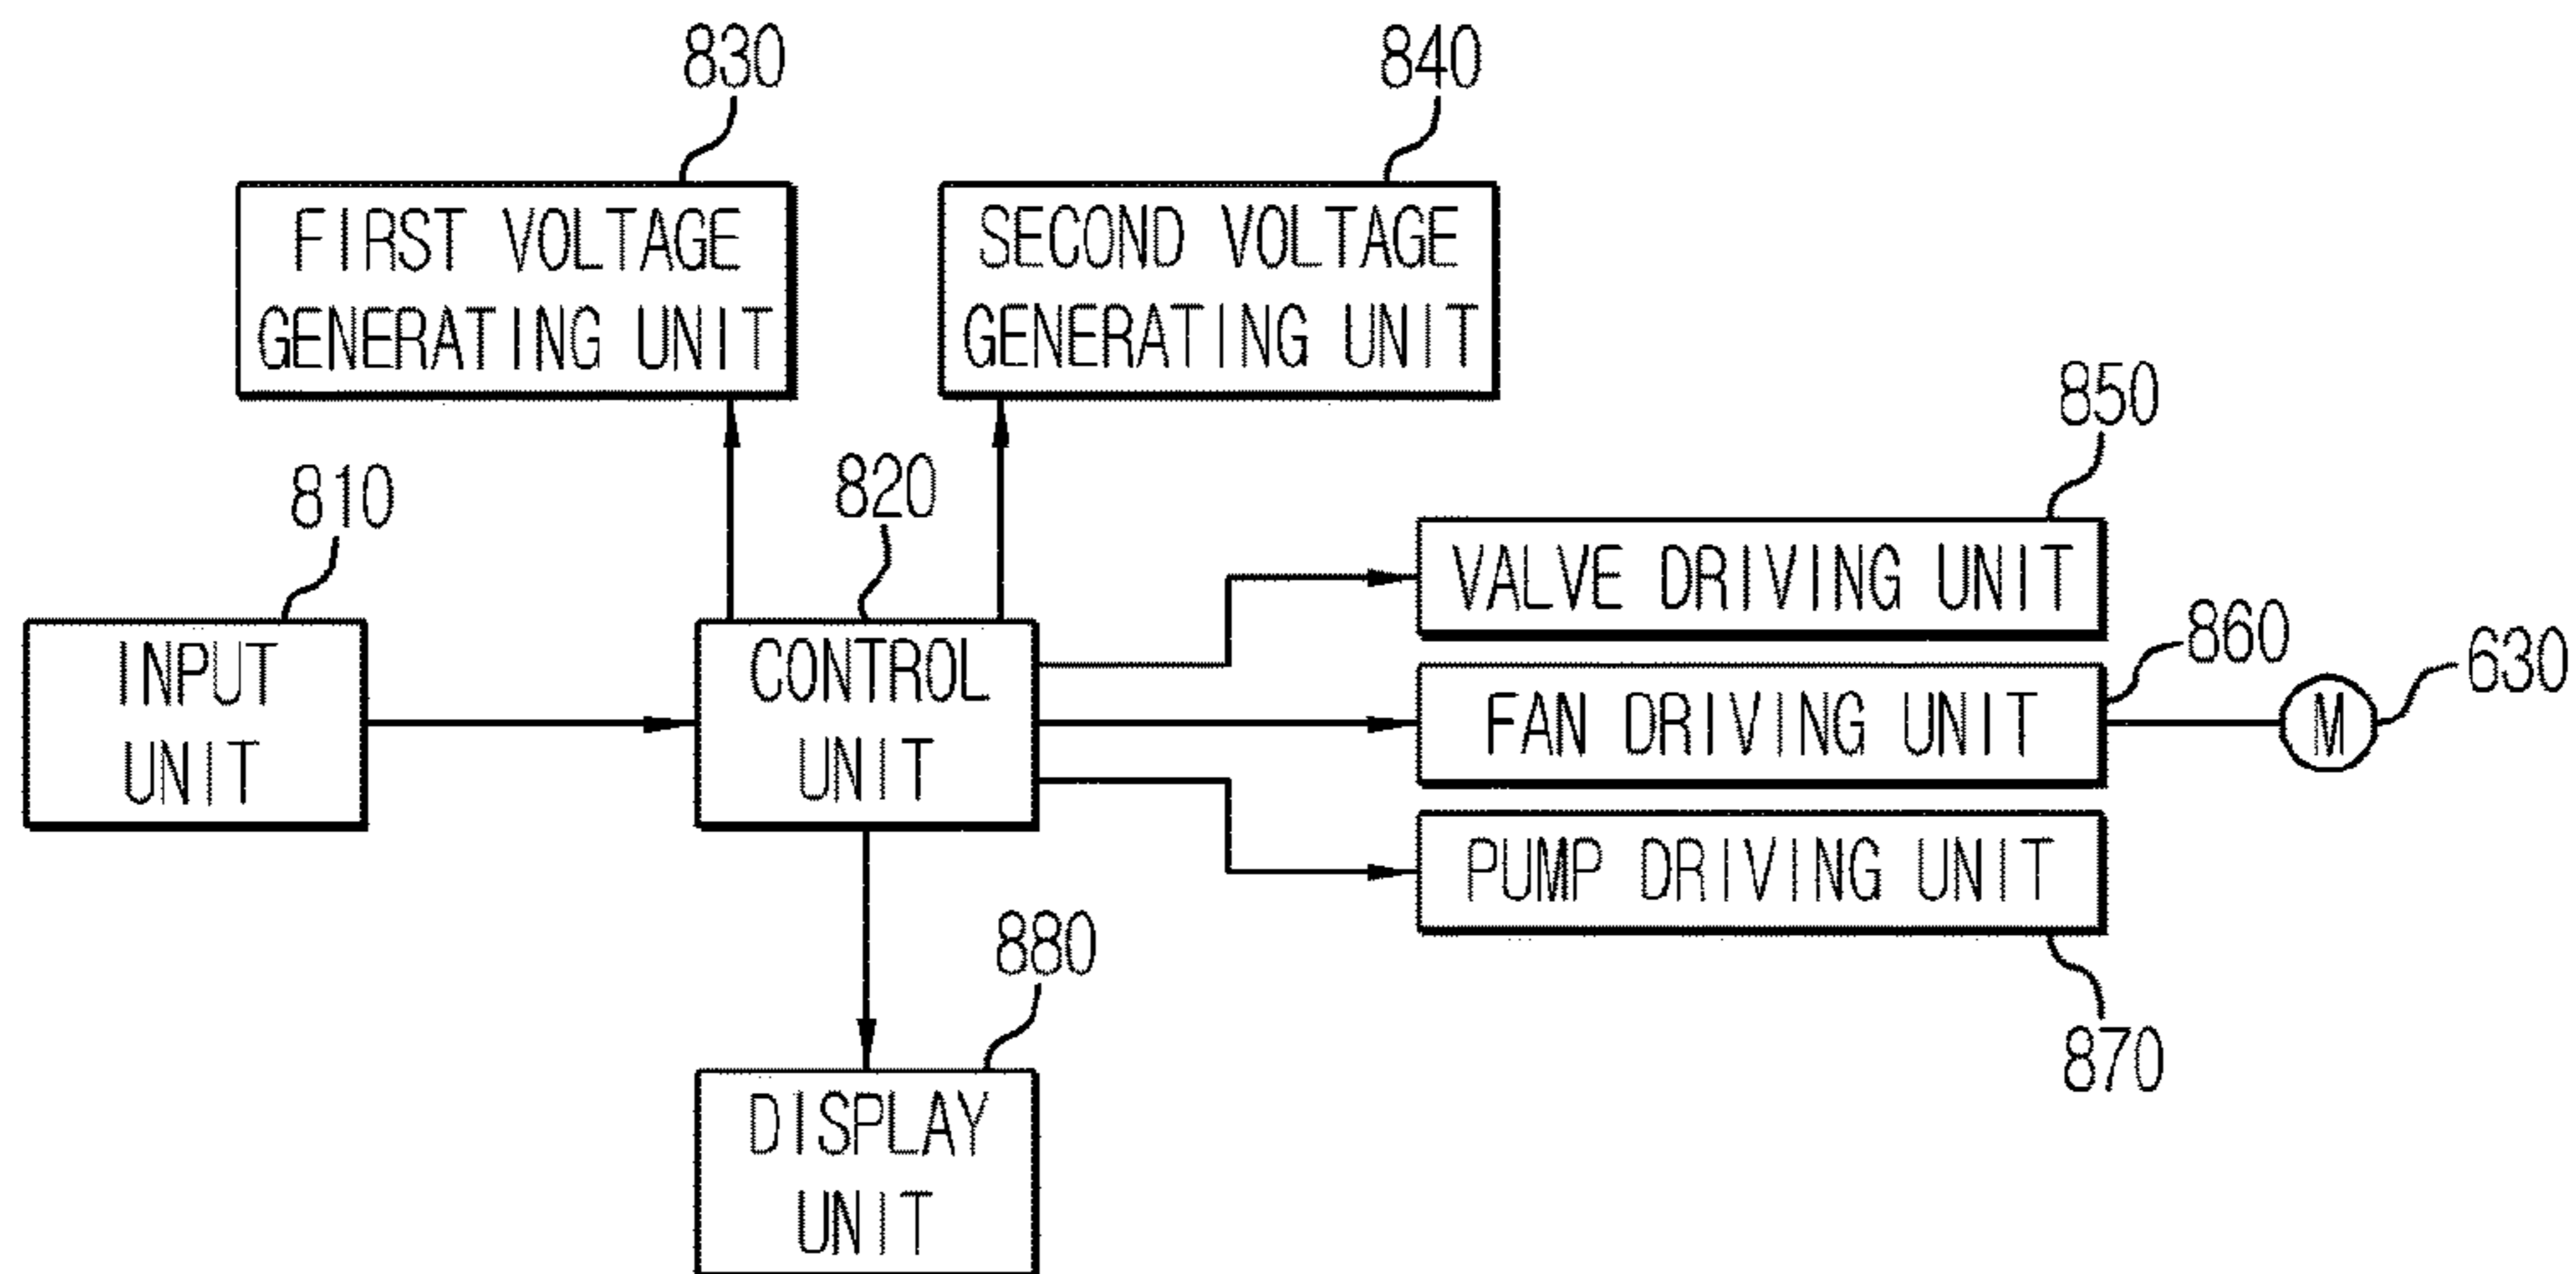 830
840
FIRST VOLTAGE
GENERATING UNIT
SECOND VOLTAGE
GENERATING UNIT
850
810
820
VALVE DRIVING UNIT
INPUT
UNIT
CONTROL
UNIT
860
630
FAN DRIVING UNIT
M
PUMP DRIVING UNIT
880
870
DISPLAY
UNIT